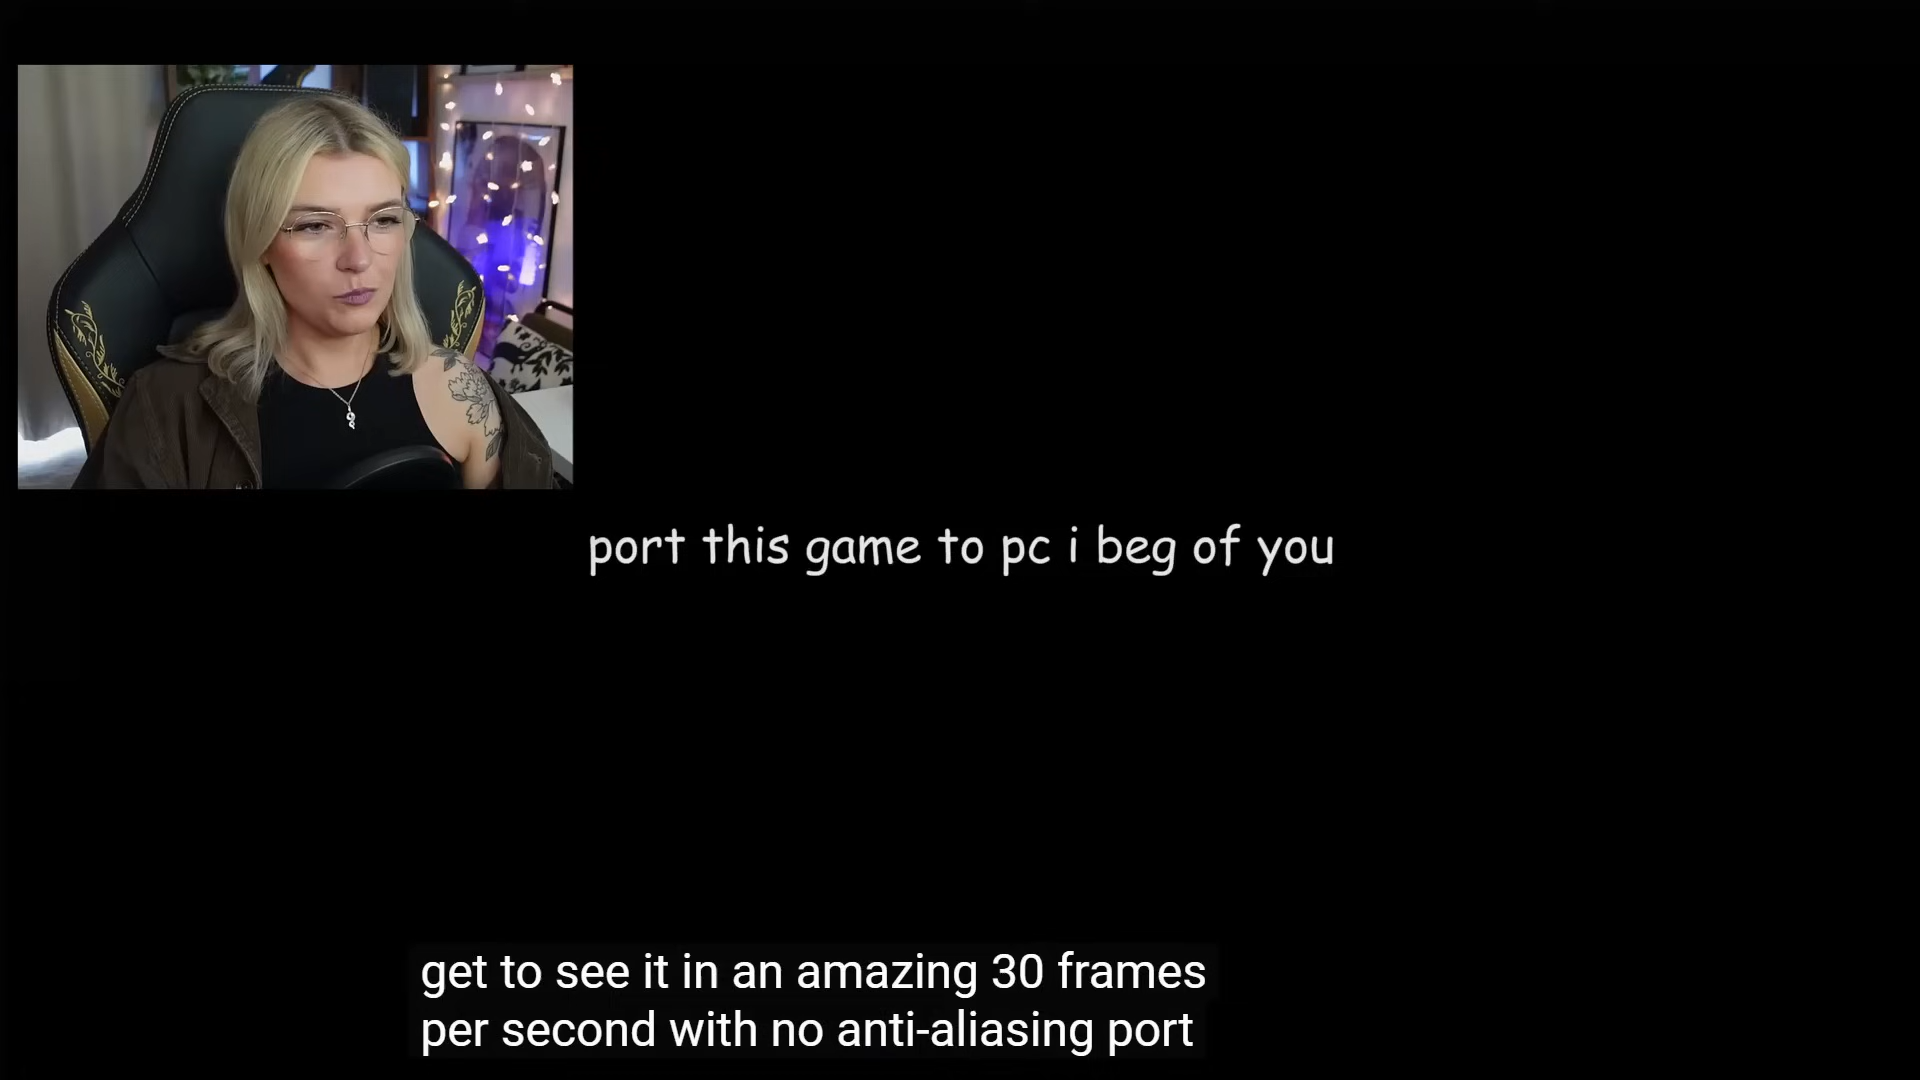 port this game to pc i beg of you
get to see it in an amazing 30 frames
per second with no anti-aliasing port